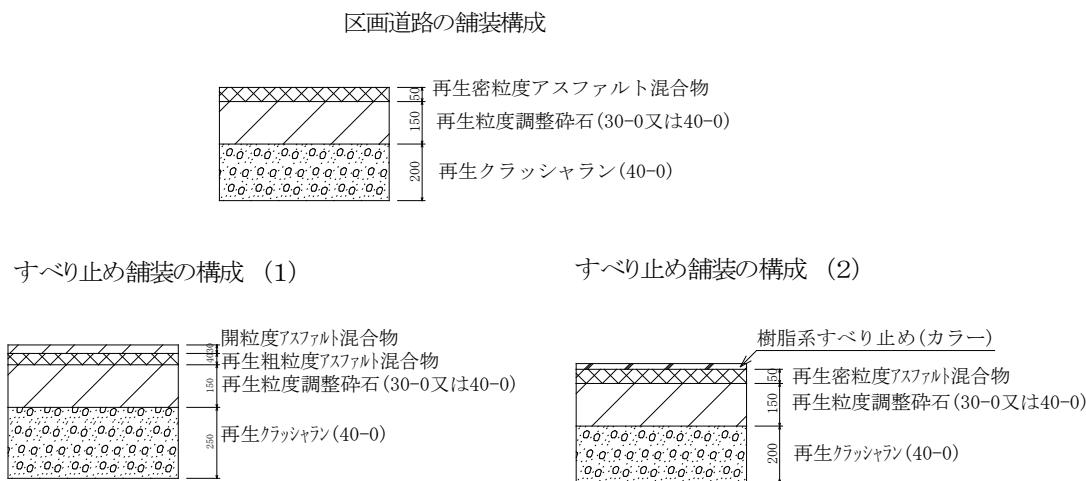 区画道路の舗装構成
50 再生密粒度アスファルト混合物
150 再生粒度調整砕石(30-0又は40-0)
200 再生クラッシャラン(40-0)
すべり止め舗装の構成 (1)
30 開粒度アスファルト混合物
40 再生粗粒度アスファルト混合物
150 再生粒度調整砕石(30-0又は40-0)
250 再生クラッシャラン(40-0)
すべり止め舗装の構成 (2)
樹脂系すべり止め(カラー)
50 再生密粒度アスファルト混合物
150 再生粒度調整砕石(30-0又は40-0)
200 再生クラッシャラン(40-0)